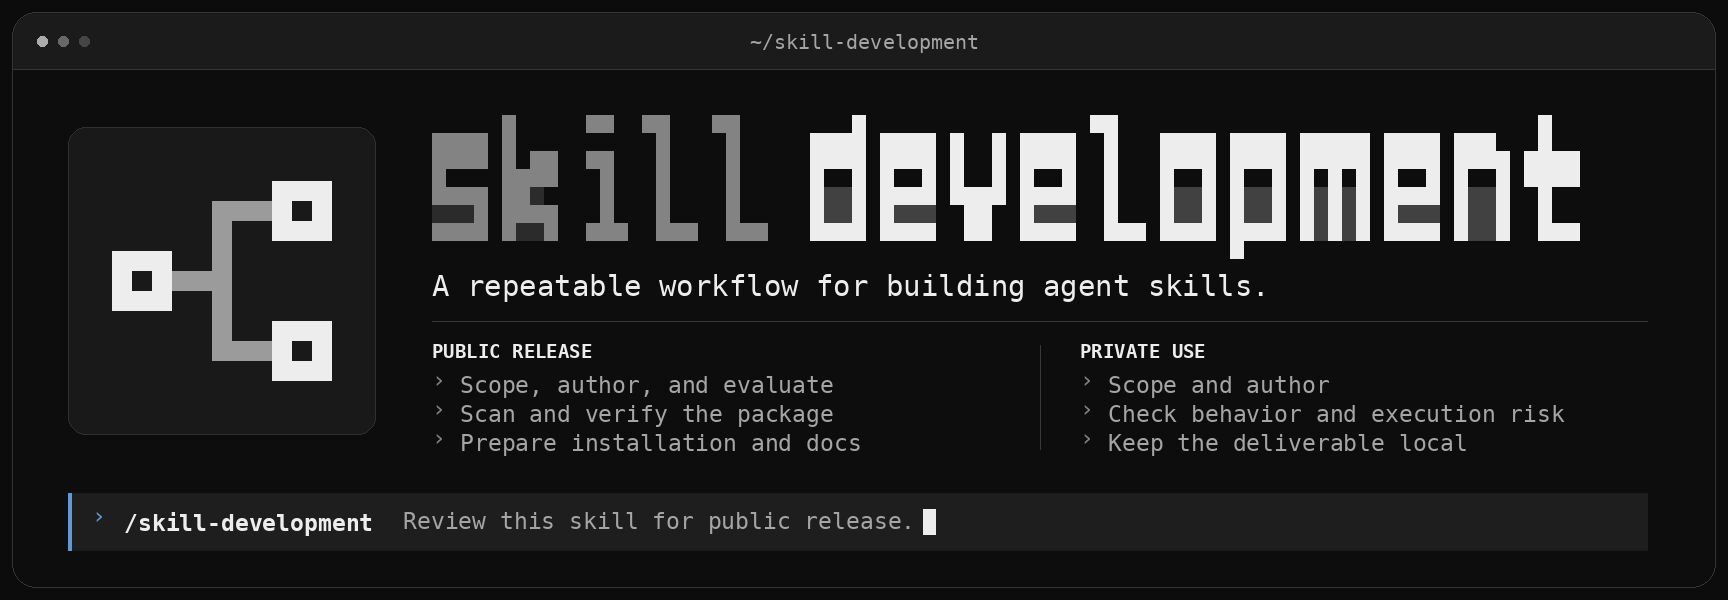 ~/skill-development
skill development
A repeatable workflow for building agent skills.
PUBLIC RELEASE
› Scope, author, and evaluate
› Scan and verify the package
› Prepare installation and docs
PRIVATE USE
› Scope and author
› Check behavior and execution risk
› Keep the deliverable local
› /skill-development Review this skill for public release.